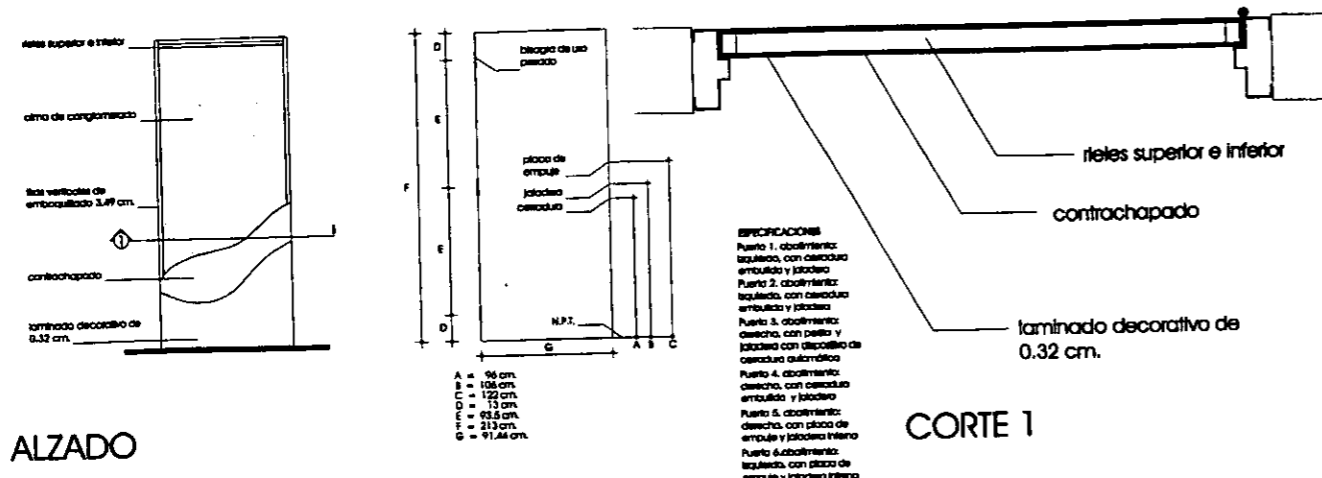 rieles superior e inferior
alma de conglomerado
tiras verticales de
emboquillado 3.49 cm.
1
contrachapado
laminado decorativo de
0.32 cm.
ALZADO
D
E
F
E
D
bisagra de uso
pesado
placa de
empuje
jaladera
cerradura
N.P.T.
G
A B C
A = 96 cm.
B = 106 cm.
C = 122 cm.
D = 13 cm.
E = 93.5 cm.
F = 213 cm.
G = 91.44 cm.
rieles superior e inferior
contrachapado
laminado decorativo de
0.32 cm.
CORTE 1
ESPECIFICACIONES
Puerta 1. abatimiento:
izquierdo, con cerradura
embutida y jaladera
Puerta 2. abatimiento:
izquierdo, con cerradura
embutida y jaladera
Puerta 3. abatimiento:
derecho, con perilla y
jaladera con dispositivo de
cerradura automática
Puerta 4. abatimiento:
derecho, con cerradura
embutida y jaladera
Puerta 5. abatimiento:
derecho, con placa de
empuje y jaladera interna
Puerta 6.abatimiento:
izquierdo, con placa de
empuje y jaladera interna